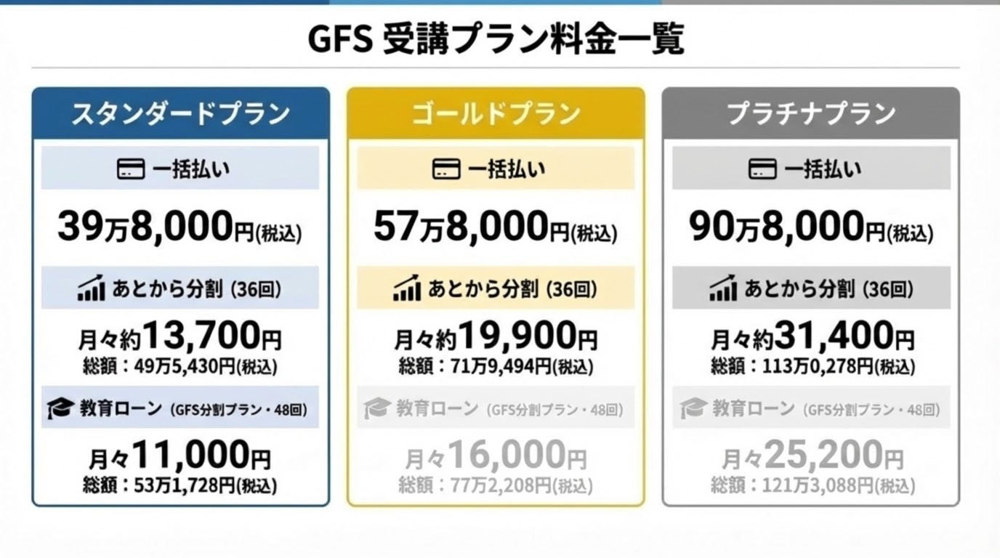 GFS 受講プラン料金一覧
スタンダードプラン
一括払い
39万8,000円(税込)
あとから分割 (36回)
月々約13,700円
総額：49万5,430円(税込)
教育ローン (GFS分割プラン・48回)
月々11,000円
総額：53万1,728円(税込)
ゴールドプラン
一括払い
57万8,000円(税込)
あとから分割 (36回)
月々約19,900円
総額：71万9,494円(税込)
教育ローン (GFS分割プラン・48回)
月々16,000円
総額：77万2,208円(税込)
プラチナプラン
一括払い
90万8,000円(税込)
あとから分割 (36回)
月々約31,400円
総額：113万0,278円(税込)
教育ローン (GFS分割プラン・48回)
月々25,200円
総額：121万3,088円(税込)